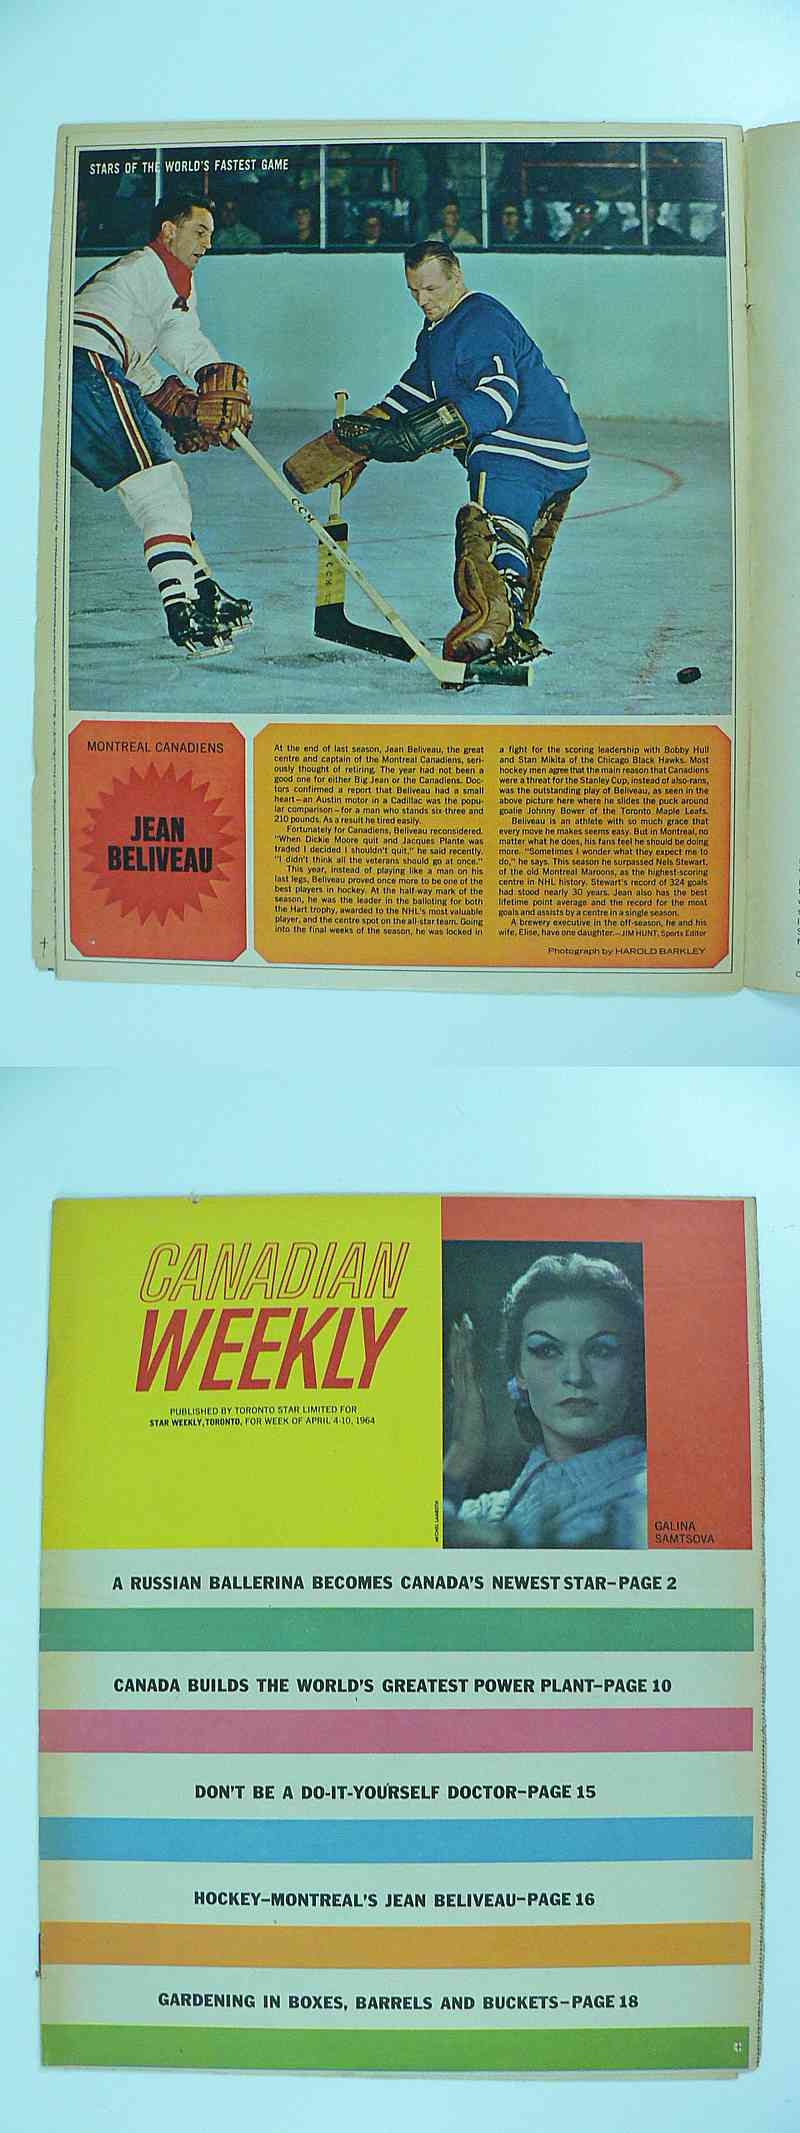 STARS OF THE WORLD'S FASTEST GAME
4
1
CCM
CCM
MONTREAL CANADIENS
JEAN
BELIVEAU
At the end of last season, Jean Beliveau, the great
centre and captain of the Montreal Canadiens, seri-
ously thought of retiring. The year had not been a
good one for either Big Jean or the Canadiens. Doc-
tors confirmed a report that Beliveau had a small
heart—an Austin motor in a Cadillac was the popu-
lar comparison—for a man who stands six-three and
210 pounds. As a result he tired easily.
Fortunately for Canadiens, Beliveau reconsidered.
"When Dickie Moore quit and Jacques Plante was
traded I decided I shouldn't quit," he said recently.
"I didn't think all the veterans should go at once."
This year, instead of playing like a man on his
last legs, Beliveau proved once more to be one of the
best players in hockey. At the half-way mark of the
season, he was the leader in the balloting for both
the Hart trophy, awarded to the NHL's most valuable
player, and the centre spot on the all-star team. Going
into the final weeks of the season, he was locked in
a fight for the scoring leadership with Bobby Hull
and Stan Mikita of the Chicago Black Hawks. Most
hockey men agree that the main reason that Canadiens
were a threat for the Stanley Cup, instead of also-rans,
was the outstanding play of Beliveau, as seen in the
above picture here where he slides the puck around
goalie Johnny Bower of the Toronto Maple Leafs.
Beliveau is an athlete with so much grace that
every move he makes seems easy. But in Montreal, no
matter what he does, his fans feel he should be doing
more. "Sometimes I wonder what they expect me to
do," he says. This season he surpassed Nels Stewart,
of the old Montreal Maroons, as the highest-scoring
centre in NHL history. Stewart's record of 324 goals
had stood nearly 30 years. Jean also has the best
lifetime point average and the record for the most
goals and assists by a centre in a single season.
A brewery executive in the off-season, he and his
wife, Elise, have one daughter.—JIM HUNT, Sports Editor
Photograph by HAROLD BARKLEY
CANADIAN
WEEKLY
PUBLISHED BY TORONTO STAR LIMITED FOR
STAR WEEKLY, TORONTO, FOR WEEK OF APRIL 4-10, 1964
GALINA
SAMTSOVA
A RUSSIAN BALLERINA BECOMES CANADA'S NEWEST STAR–PAGE 2
CANADA BUILDS THE WORLD'S GREATEST POWER PLANT–PAGE 10
DON'T BE A DO-IT-YOURSELF DOCTOR–PAGE 15
HOCKEY–MONTREAL'S JEAN BELIVEAU–PAGE 16
GARDENING IN BOXES, BARRELS AND BUCKETS–PAGE 18